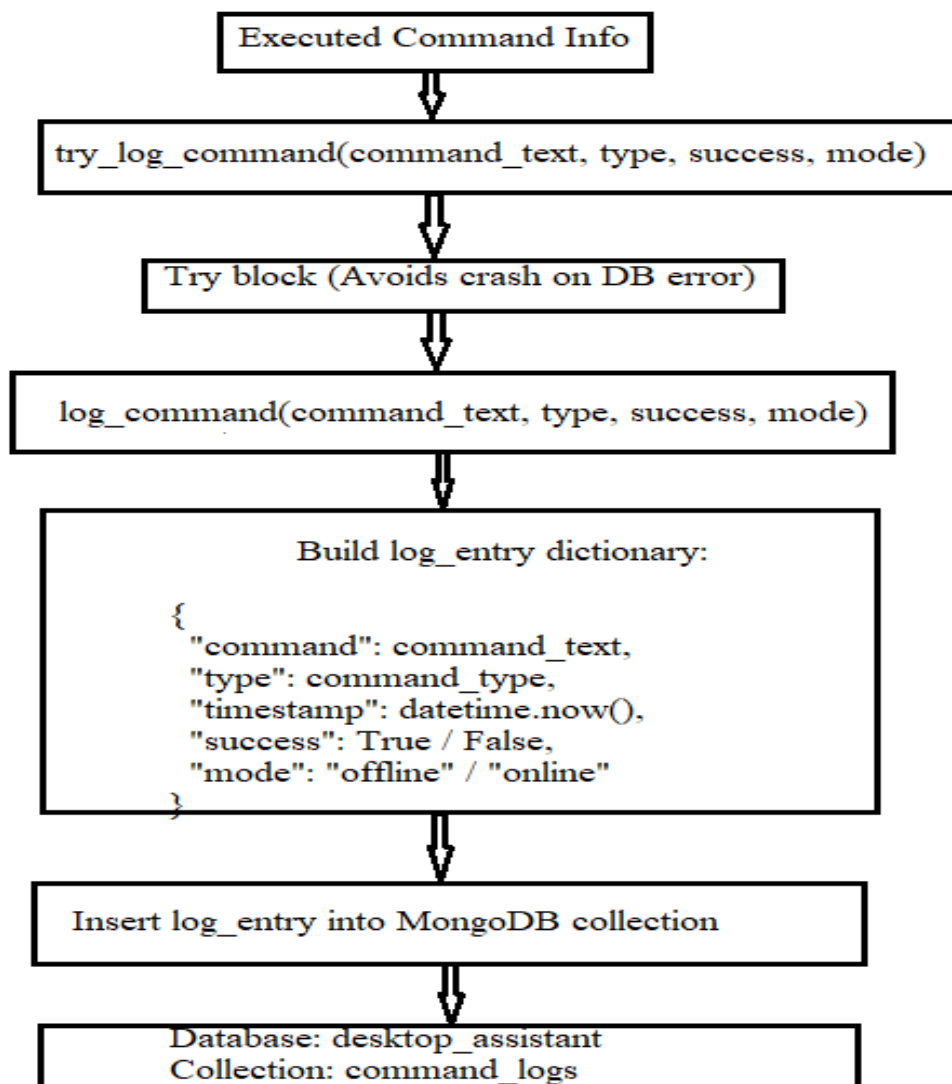 Executed Command Info
try_log_command(command_text, type, success, mode)
Try block (Avoids crash on DB error)
log_command(command_text, type, success, mode)
Build log_entry dictionary:
{
"command": command_text,
"type": command_type,
"timestamp": datetime.now(),
"success": True / False,
"mode": "offline" / "online"
}
Insert log_entry into MongoDB collection
Database: desktop_assistant
Collection: command_logs